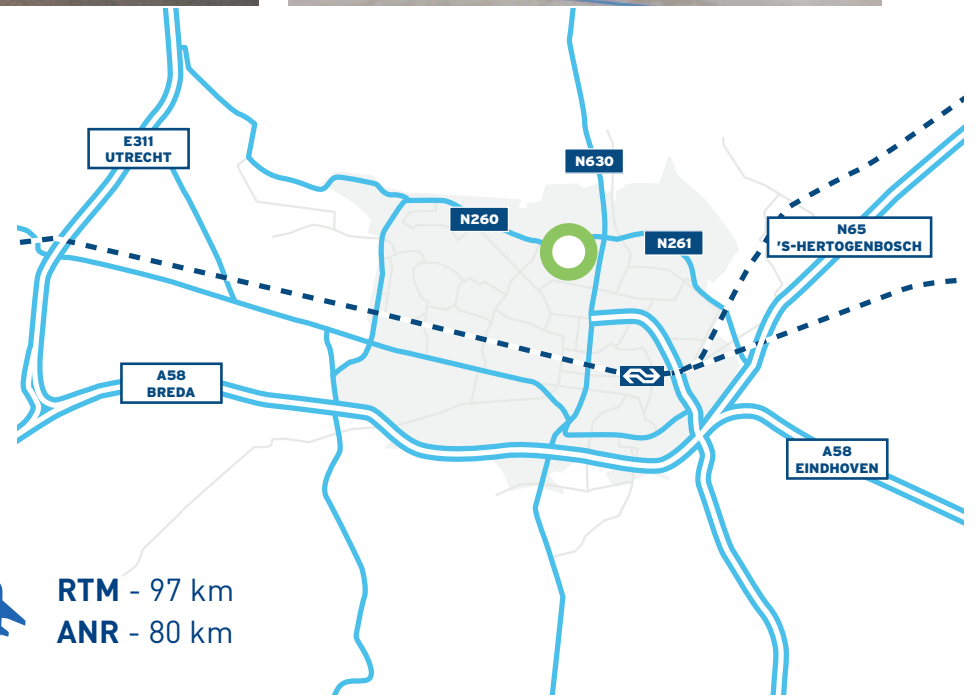 E311
UTRECHT
N630
N260
N261
N65
'S-HERTOGENBOSCH
A58
BREDA
A58
EINDHOVEN
RTM - 97 km
ANR - 80 km